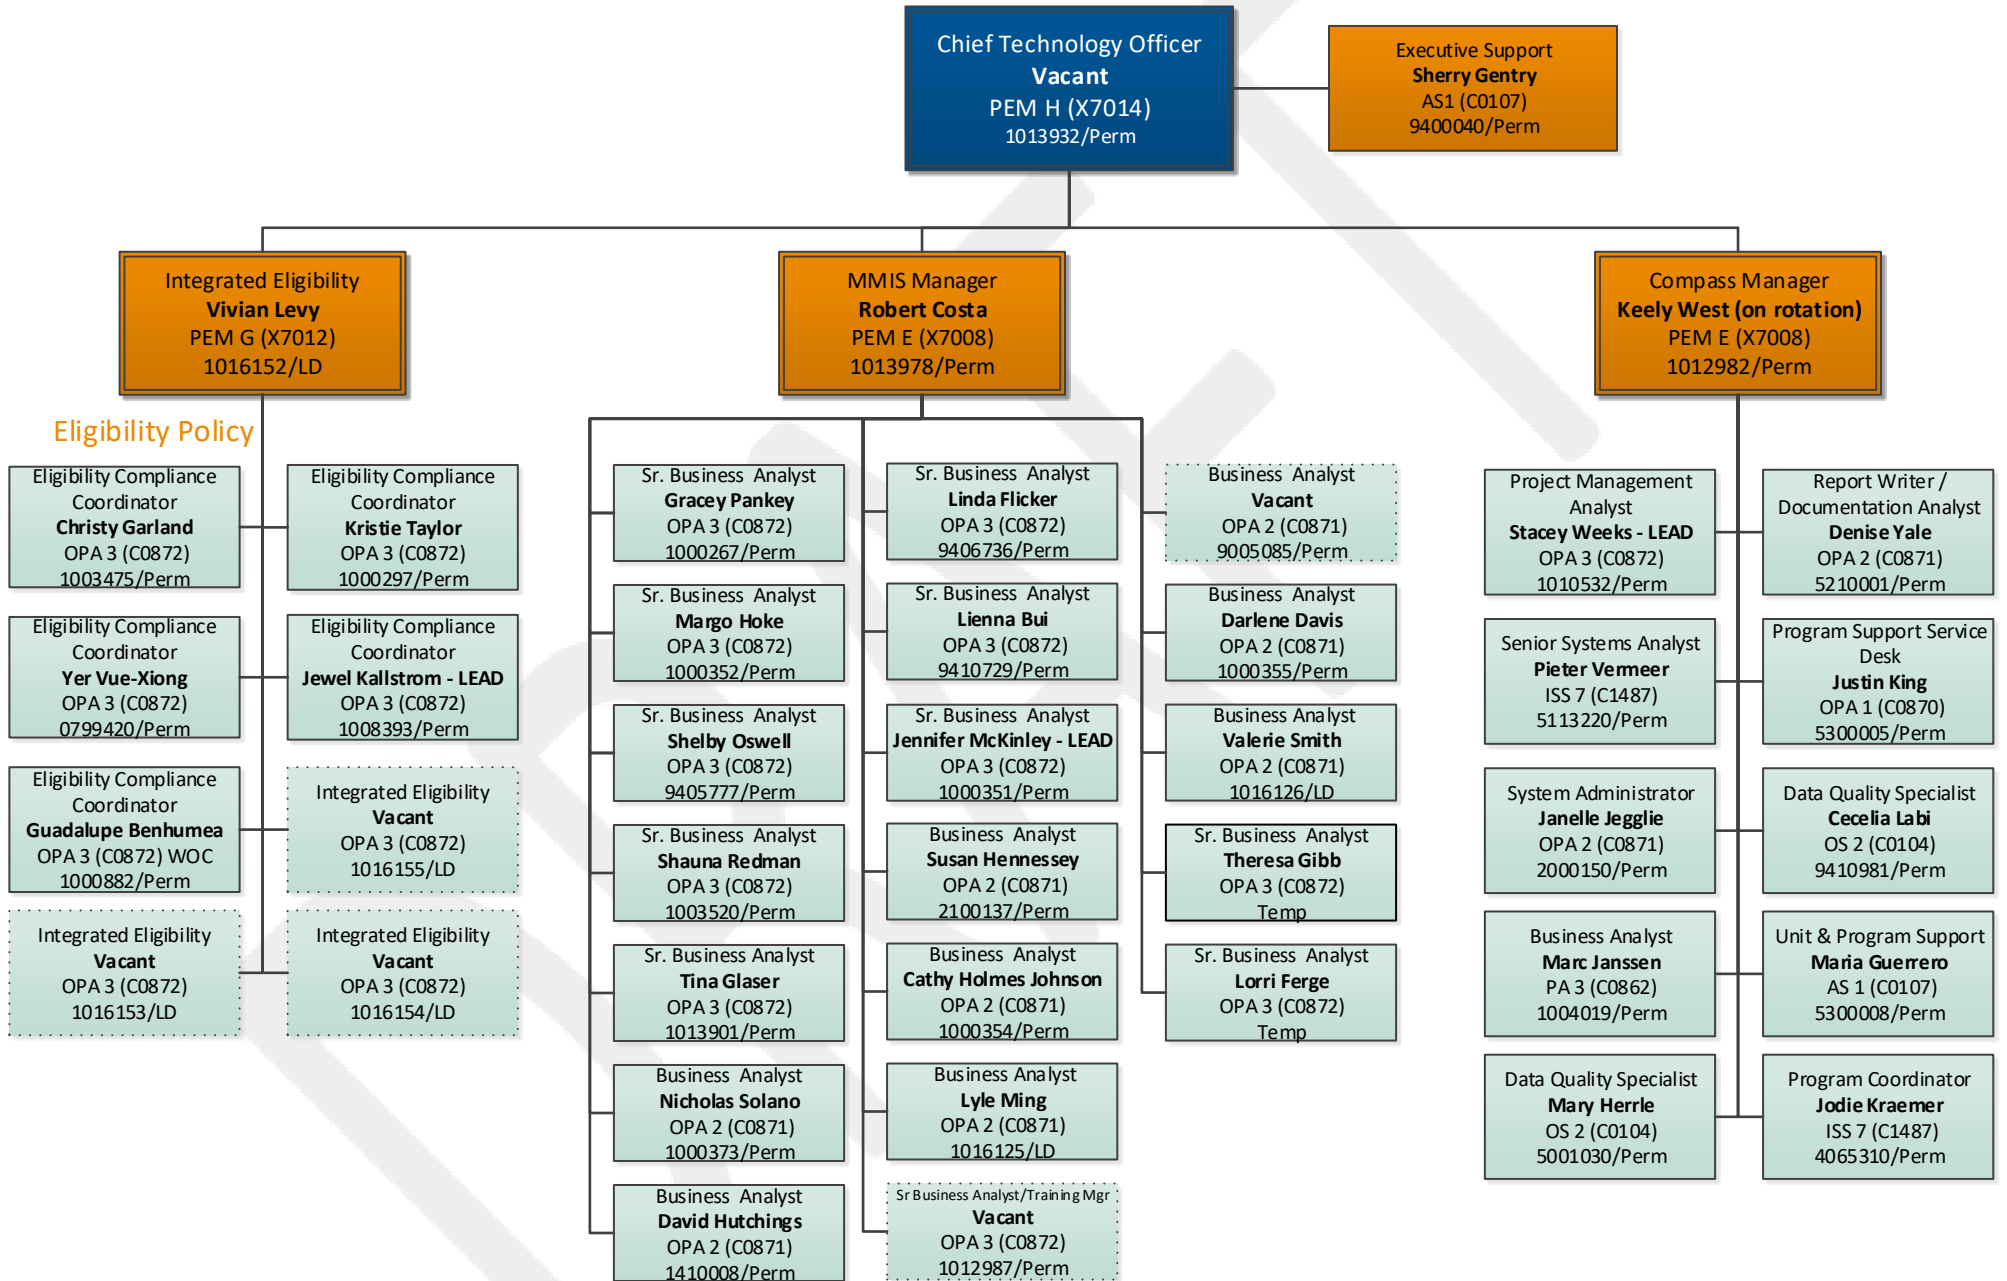 Chief Technology Officer
Vacant
PEM H (X7014)
1013932/Perm
Executive Support
Sherry Gentry
AS1 (C0107)
9400040/Perm
Integrated Eligibility
Vivian Levy
PEM G (X7012)
1016152/LD
MMIS Manager
Robert Costa
PEM E (X7008)
1013978/Perm
Compass Manager
Keely West (on rotation)
PEM E (X7008)
1012982/Perm
Eligibility Policy
Eligibility Compliance
Coordinator
Christy Garland
OPA 3 (C0872)
1003475/Perm
Eligibility Compliance
Coordinator
Kristie Taylor
OPA 3 (C0872)
1000297/Perm
Eligibility Compliance
Coordinator
Yer Vue-Xiong
OPA 3 (C0872)
0799420/Perm
Eligibility Compliance
Coordinator
Jewel Kallstrom - LEAD
OPA 3 (C0872)
1008393/Perm
Eligibility Compliance
Coordinator
Guadalupe Benhumea
OPA 3 (C0872) WOC
1000882/Perm
Integrated Eligibility
Vacant
OPA 3 (C0872)
1016155/LD
Integrated Eligibility
Vacant
OPA 3 (C0872)
1016153/LD
Integrated Eligibility
Vacant
OPA 3 (C0872)
1016154/LD
Sr. Business Analyst
Gracey Pankey
OPA 3 (C0872)
1000267/Perm
Sr. Business Analyst
Margo Hoke
OPA 3 (C0872)
1000352/Perm
Sr. Business Analyst
Shelby Oswell
OPA 3 (C0872)
9405777/Perm
Sr. Business Analyst
Shauna Redman
OPA 3 (C0872)
1003520/Perm
Sr. Business Analyst
Tina Glaser
OPA 3 (C0872)
1013901/Perm
Business Analyst
Nicholas Solano
OPA 2 (C0871)
1000373/Perm
Business Analyst
David Hutchings
OPA 2 (C0871)
1410008/Perm
Sr. Business Analyst
Linda Flicker
OPA 3 (C0872)
9406736/Perm
Sr. Business Analyst
Lienna Bui
OPA 3 (C0872)
9410729/Perm
Sr. Business Analyst
Jennifer McKinley - LEAD
OPA 3 (C0872)
1000351/Perm
Business Analyst
Susan Hennessey
OPA 2 (C0871)
2100137/Perm
Business Analyst
Cathy Holmes Johnson
OPA 2 (C0871)
1000354/Perm
Business Analyst
Lyle Ming
OPA 2 (C0871)
1016125/LD
Sr Business Analyst/Training Mgr
Vacant
OPA 3 (C0872)
1012987/Perm
Business Analyst
Vacant
OPA 2 (C0871)
9005085/Perm
Business Analyst
Darlene Davis
OPA 2 (C0871)
1000355/Perm
Business Analyst
Valerie Smith
OPA 2 (C0871)
1016126/LD
Sr. Business Analyst
Theresa Gibb
OPA 3 (C0872)
Temp
Sr. Business Analyst
Lorri Ferge
OPA 3 (C0872)
Temp
Project Management
Analyst
Stacey Weeks - LEAD
OPA 3 (C0872)
1010532/Perm
Report Writer /
Documentation Analyst
Denise Yale
OPA 2 (C0871)
5210001/Perm
Senior Systems Analyst
Pieter Vermeer
ISS 7 (C1487)
5113220/Perm
Program Support Service
Desk
Justin King
OPA 1 (C0870)
5300005/Perm
System Administrator
Janelle Jegglie
OPA 2 (C0871)
2000150/Perm
Data Quality Specialist
Cecelia Labi
OS 2 (C0104)
9410981/Perm
Business Analyst
Marc Janssen
PA 3 (C0862)
1004019/Perm
Unit & Program Support
Maria Guerrero
AS 1 (C0107)
5300008/Perm
Data Quality Specialist
Mary Herrle
OS 2 (C0104)
5001030/Perm
Program Coordinator
Jodie Kraemer
ISS 7 (C1487)
4065310/Perm
DRAFT